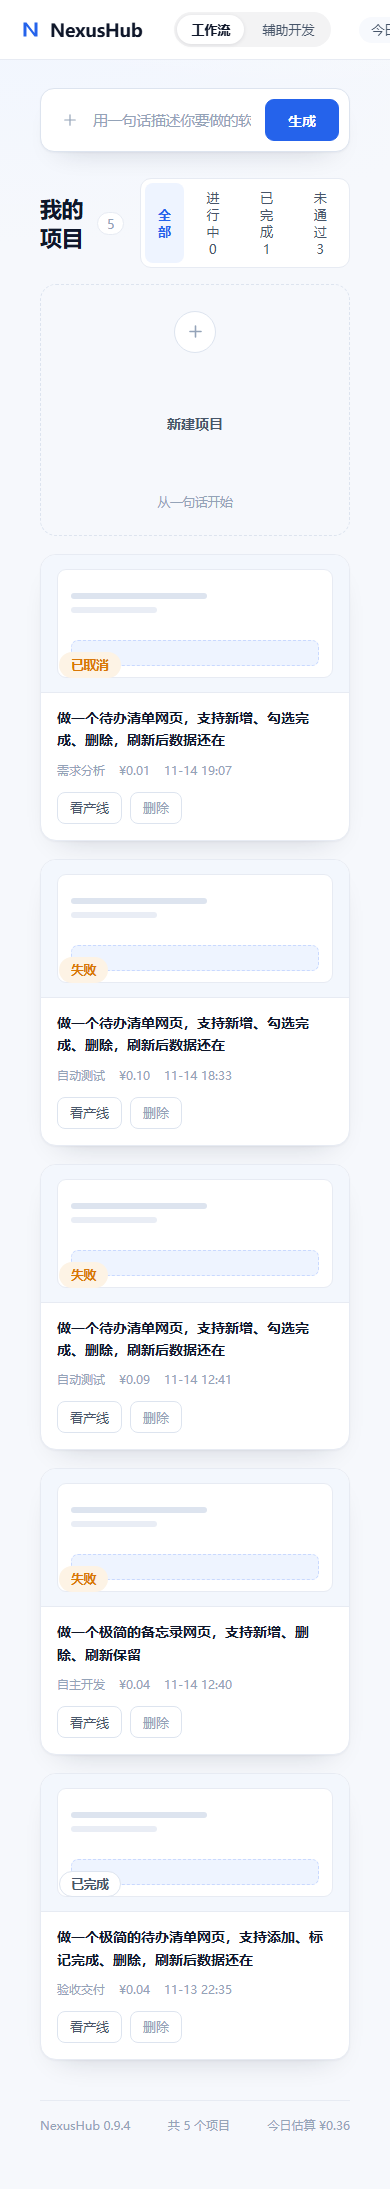 NexusHub 工作流 辅助开发 今日
用一句话描述你要做的软 生成
我的
项目
5
全
部
进
行
中
0
已
完
成
1
未
通
过
3
新建项目
从一句话开始
已取消
做一个待办清单网页，支持新增、勾选完
成、删除，刷新后数据还在
需求分析 ¥0.01 11-14 19:07
看产线 删除
失败
做一个待办清单网页，支持新增、勾选完
成、删除，刷新后数据还在
自动测试 ¥0.10 11-14 18:33
看产线 删除
失败
做一个待办清单网页，支持新增、勾选完
成、删除，刷新后数据还在
自动测试 ¥0.09 11-14 12:41
看产线 删除
失败
做一个极简的备忘录网页，支持新增、删
除、刷新保留
自主开发 ¥0.04 11-14 12:40
看产线 删除
已完成
做一个极简的待办清单网页，支持添加、标
记完成、删除，刷新后数据还在
验收交付 ¥0.04 11-13 22:35
看产线 删除
NexusHub 0.9.4 共 5 个项目 今日估算 ¥0.36